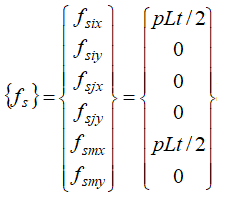 {f_s} = { f_six f_siy f_sjx f_sjy f_smx f_smy } = { pLt/2 0 0 0 pLt/2 0 }